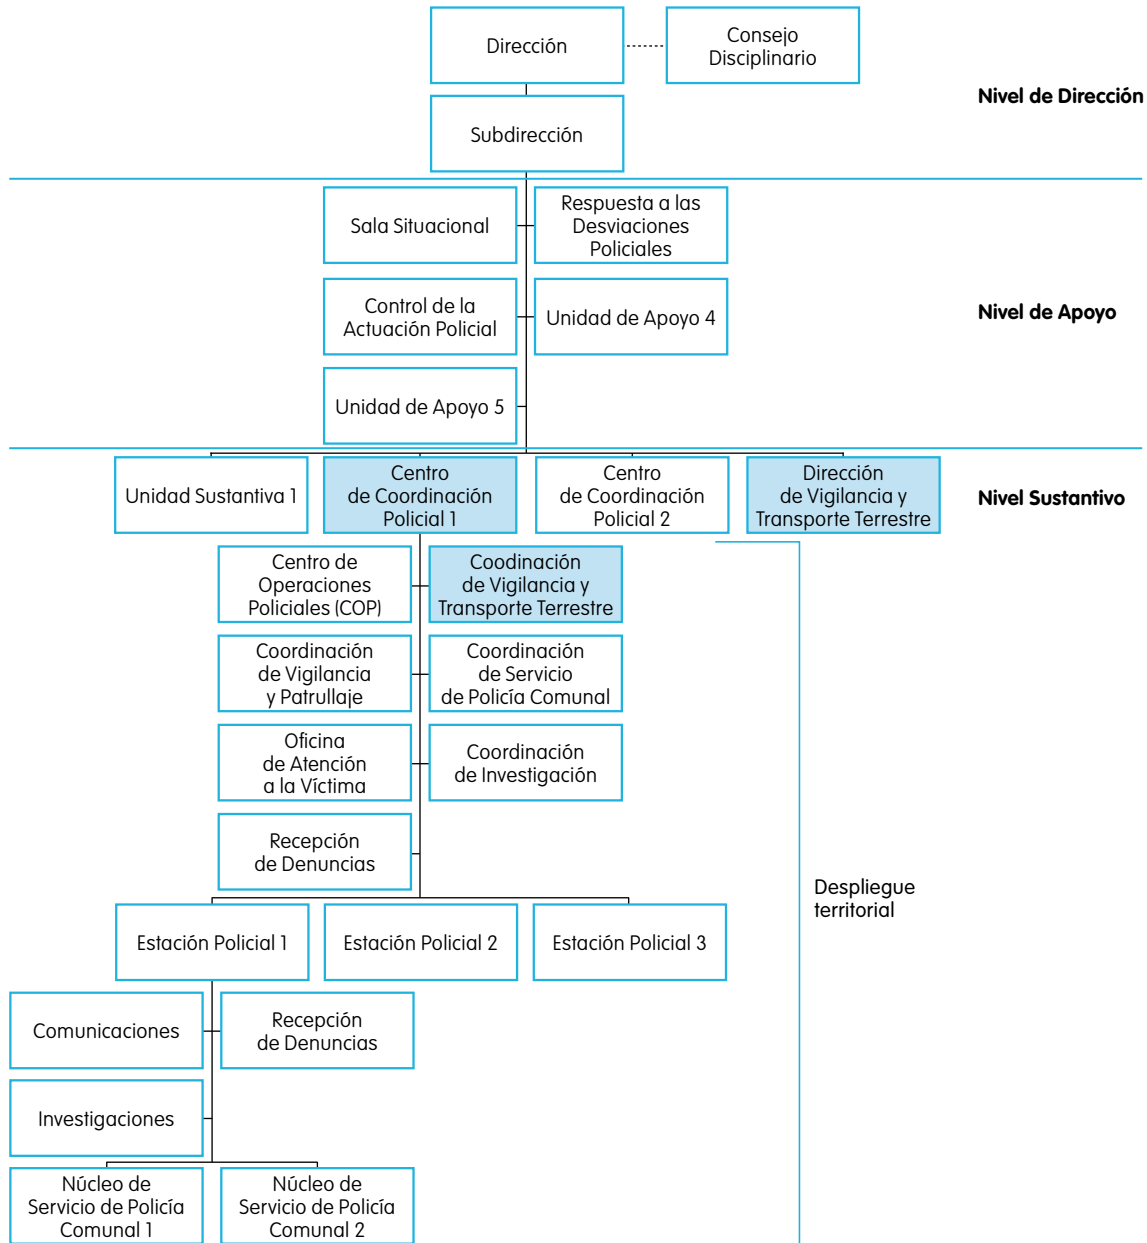 Dirección
Consejo
Disciplinario
Nivel de Dirección
Subdirección
Sala Situacional
Respuesta a las
Desviaciones
Policiales
Control de la
Actuación Policial
Unidad de Apoyo 4
Nivel de Apoyo
Unidad de Apoyo 5
Unidad Sustantiva 1
Centro
de Coordinación
Policial 1
Centro
de Coordinación
Policial 2
Dirección
de Vigilancia y
Transporte Terrestre
Nivel Sustantivo
Centro de
Operaciones
Policiales (COP)
Coodinación
de Vigilancia y
Transporte Terrestre
Coordinación
de Vigilancia
y Patrullaje
Coordinación
de Servicio
de Policía Comunal
Oficina
de Atención
a la Víctima
Coordinación
de Investigación
Recepción
de Denuncias
Despliegue
territorial
Estación Policial 1
Estación Policial 2
Estación Policial 3
Comunicaciones
Recepción
de Denuncias
Investigaciones
Núcleo de
Servicio de Policía
Comunal 1
Núcleo de
Servicio de Policía
Comunal 2